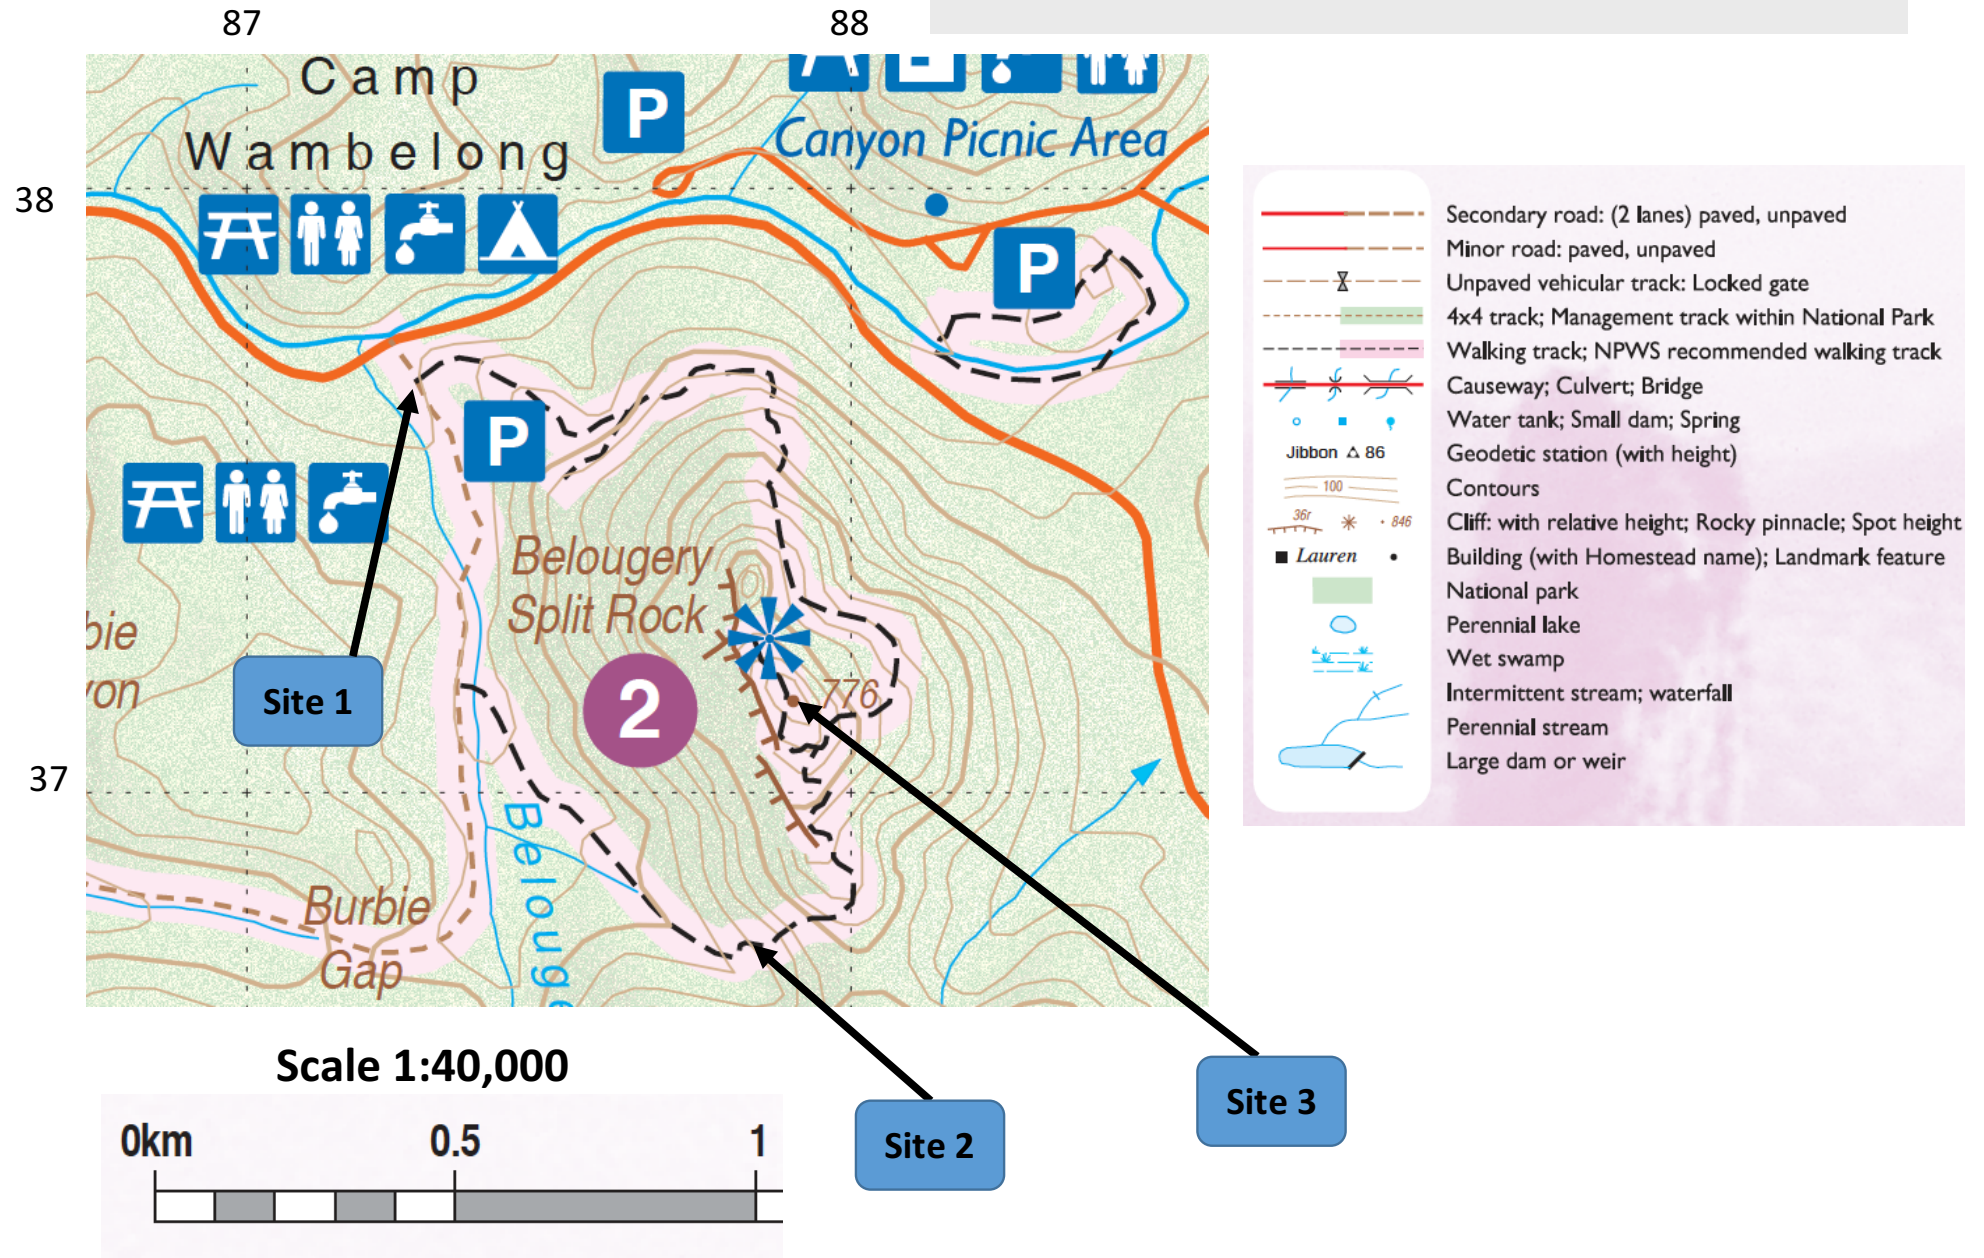 87
88
Camp
Wambelong
P
Canyon Picnic Area
38
P
P
Belougery
Split Rock
bie
yon
776
2
37
Burbie
Gap
Belouge
Site 1
Site 2
Site 3
Scale 1:40,000
0km 0.5 1
Secondary road: (2 lanes) paved, unpaved
Minor road: paved, unpaved
Unpaved vehicular track: Locked gate
4x4 track; Management track within National Park
Walking track; NPWS recommended walking track
Causeway; Culvert; Bridge
Water tank; Small dam; Spring
Jibbon 86 Geodetic station (with height)
100 Contours
36r 846 Cliff: with relative height; Rocky pinnacle; Spot height
Lauren Building (with Homestead name); Landmark feature
National park
Perennial lake
Wet swamp
Intermittent stream; waterfall
Perennial stream
Large dam or weir